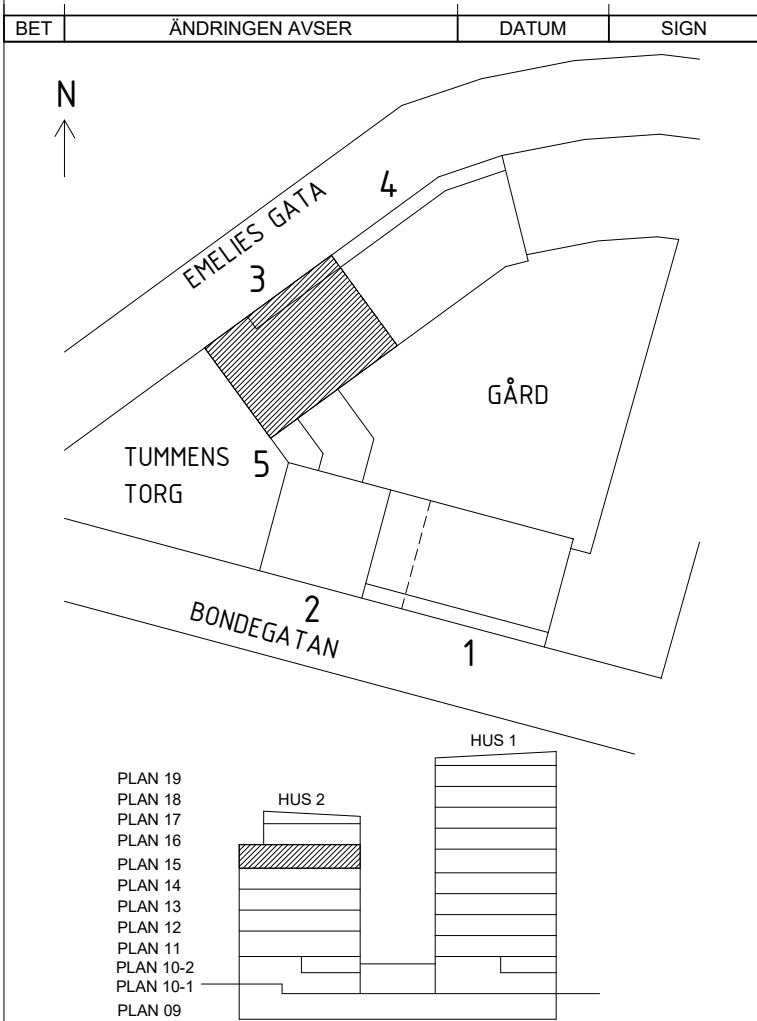 BET ÄNDRINGEN AVSER DATUM SIGN
N
4
EMELIES GATA
3
GÅRD
TUMMENS
TORG
5
2
BONDEGATAN
1
HUS 1
PLAN 19
PLAN 18
HUS 2
PLAN 17
PLAN 16
PLAN 15
PLAN 14
PLAN 13
PLAN 12
PLAN 11
PLAN 10-2
PLAN 10-1
PLAN 09